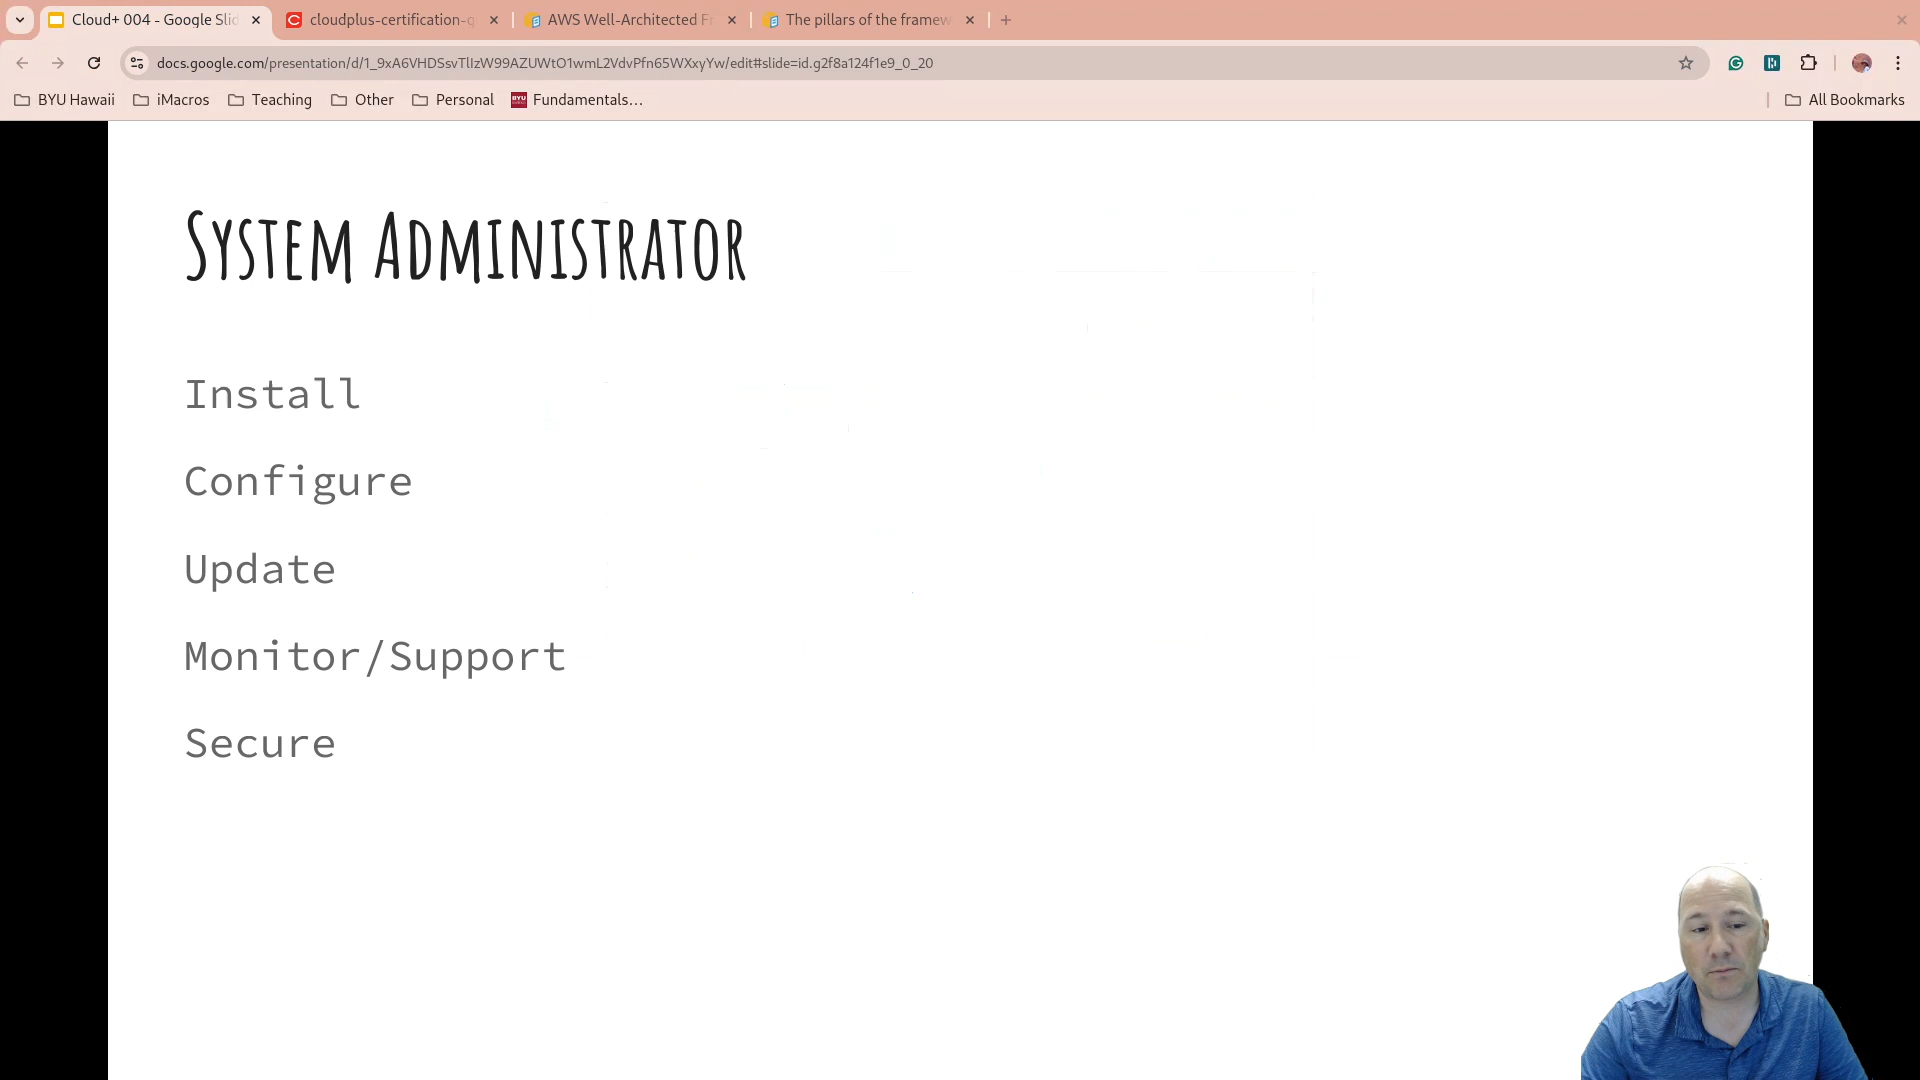 Cloud+ 004 - Google Slid
cloudplus-certification-q
AWS Well-Architected Fr
The pillars of the framew
docs.google.com/presentation/d/1_9xA6VHDSsvTlIzW99AZUWtO1wmL2VdvPfn65WXxyYw/edit#slide=id.g2f8a124f1e9_0_20
BYU Hawaii
iMacros
Teaching
Other
Personal
Fundamentals...
All Bookmarks
System Administrator
Install
Configure
Update
Monitor/Support
Secure